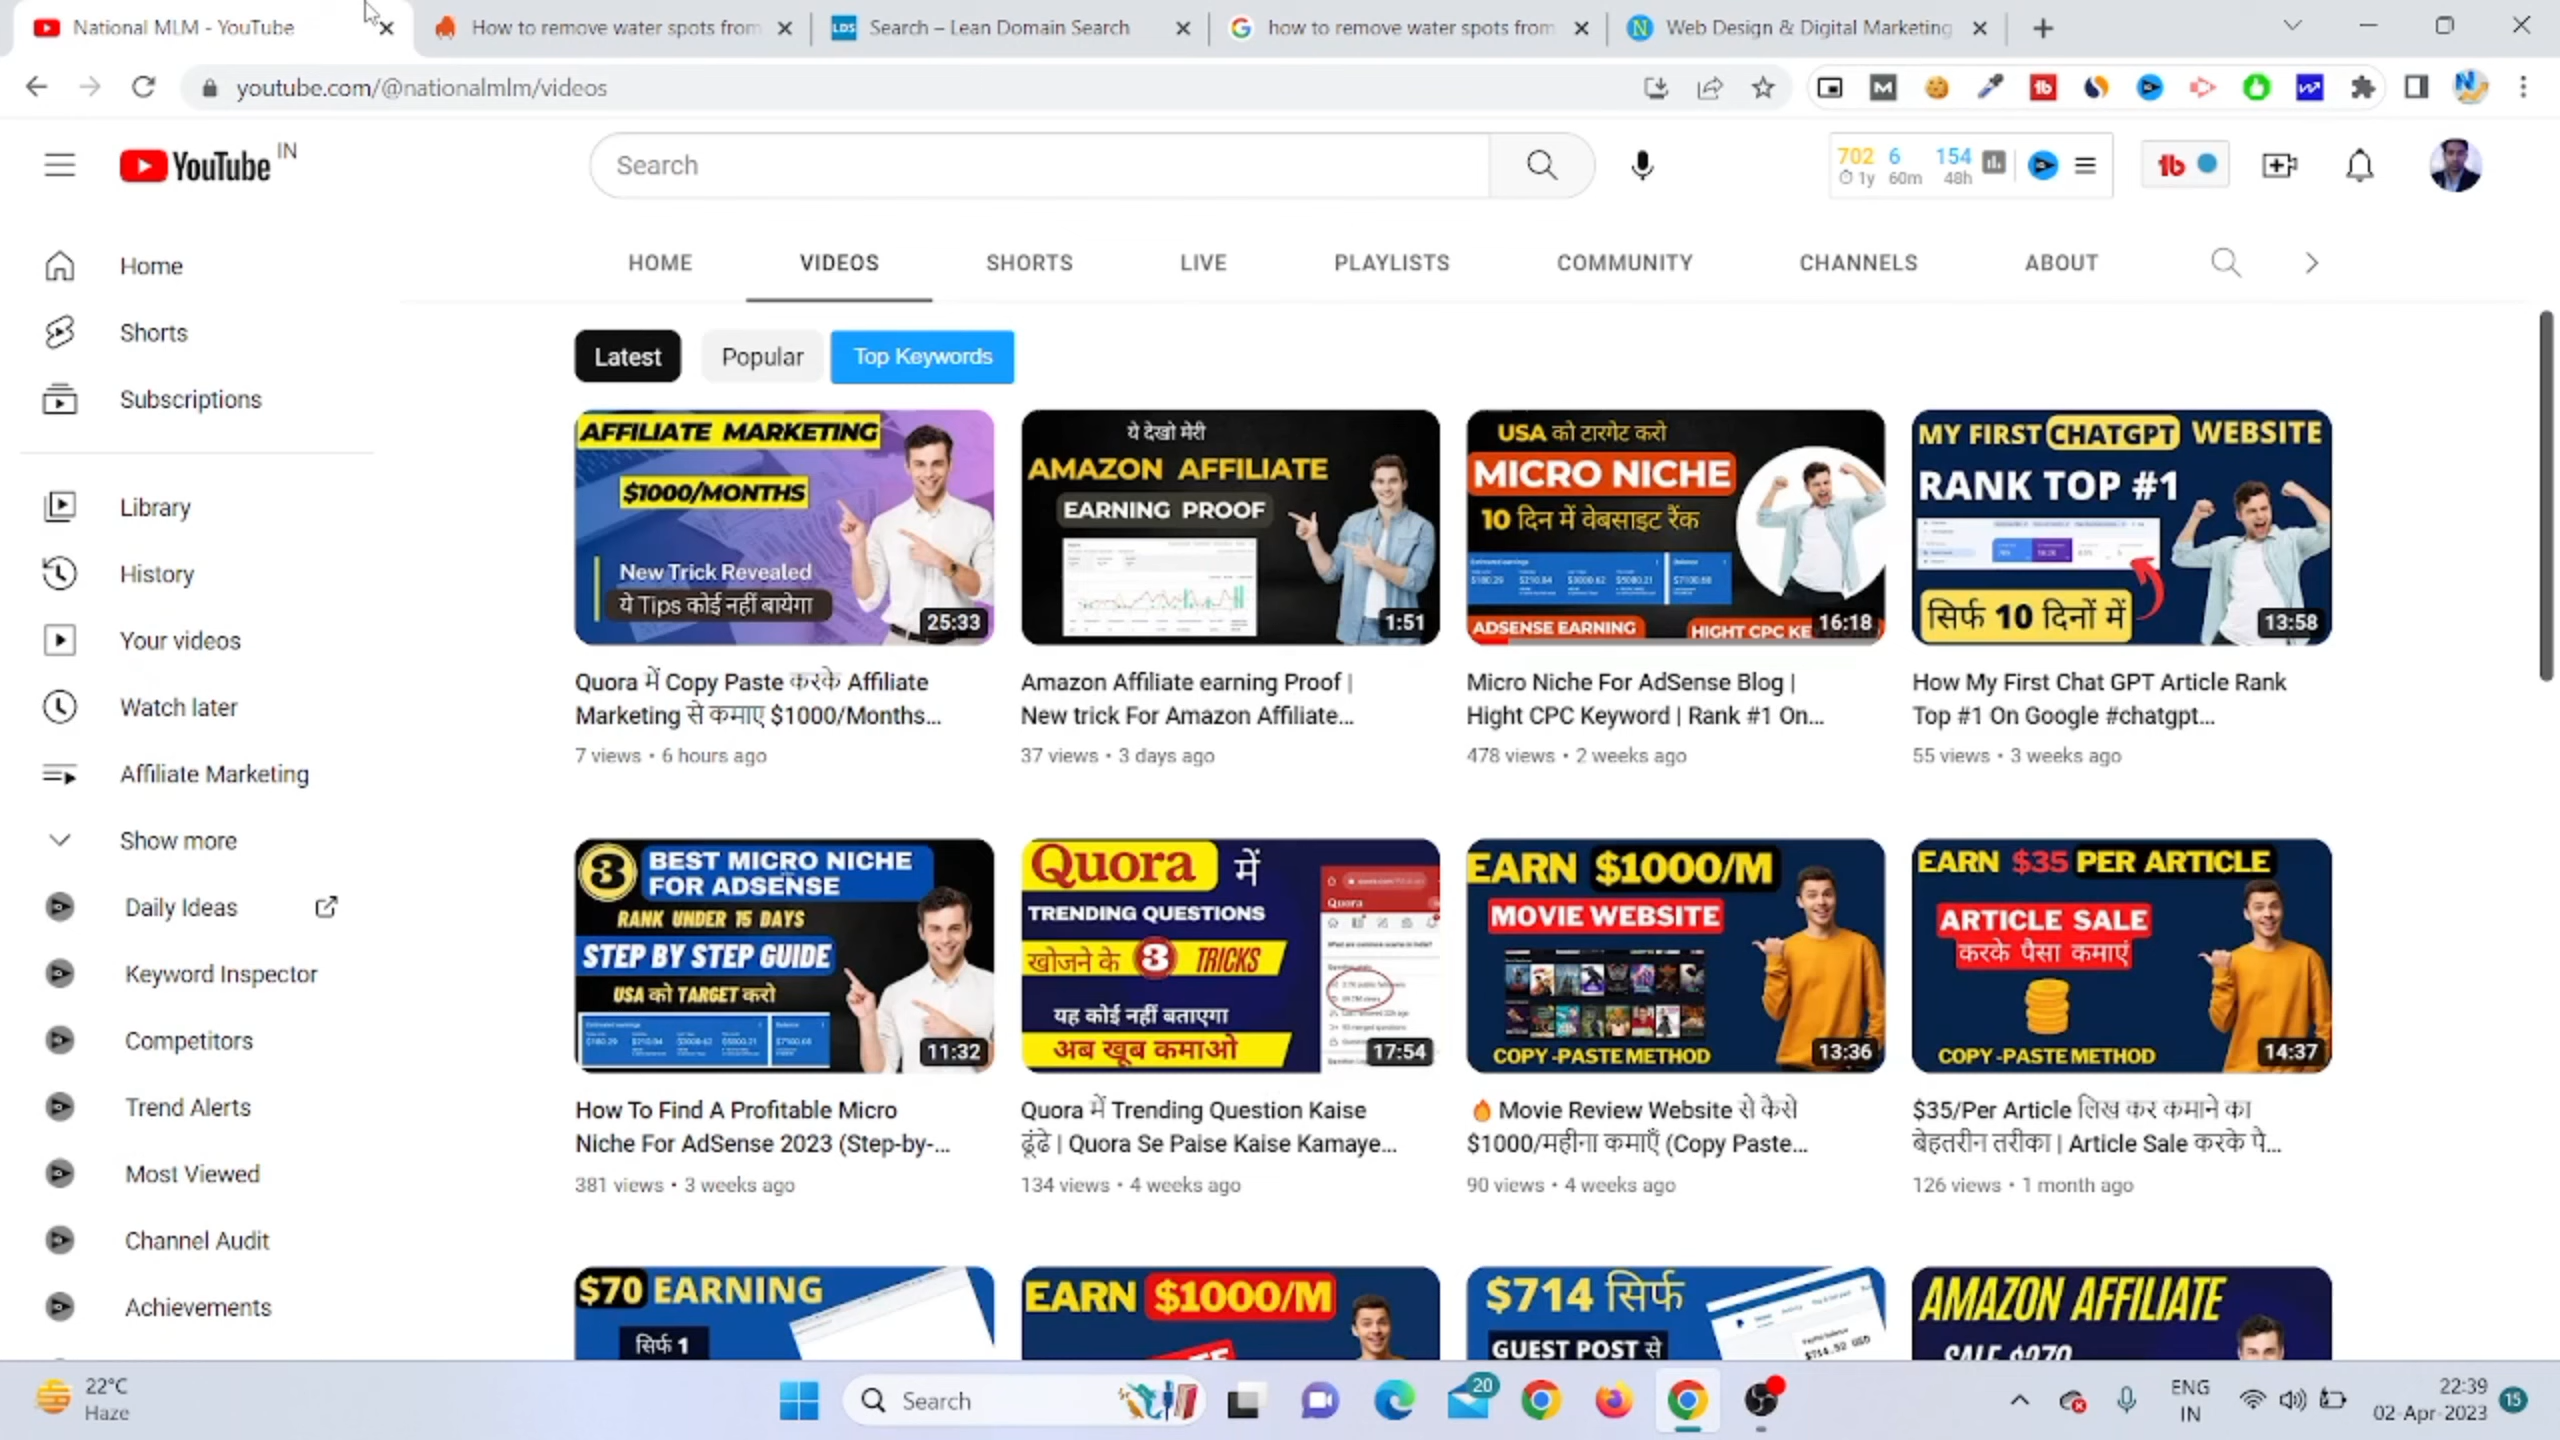 National MLM - YouTube
How to remove water spots from
LDS
Search – Lean Domain Search
how to remove water spots from
Web Design & Digital Marketing
youtube.com/@nationalmlm/videos
YouTube IN
Search
702 6 154
1y 60m 48h
HOME VIDEOS SHORTS LIVE PLAYLISTS COMMUNITY CHANNELS ABOUT
Home
Shorts
Subscriptions
Library
History
Your videos
Watch later
Affiliate Marketing
Show more
Daily Ideas
Keyword Inspector
Competitors
Trend Alerts
Most Viewed
Channel Audit
Achievements
Latest Popular Top Keywords
AFFILIATE MARKETING
$1000/MONTHS
New Trick Revealed
ये Tips कोई नहीं बायेगा
25:33
Quora में Copy Paste करके Affiliate
Marketing से कमाए $1000/Months...
7 views • 6 hours ago
ये देखो मेरी
AMAZON AFFILIATE
EARNING PROOF
1:51
Amazon Affiliate earning Proof |
New trick For Amazon Affiliate...
37 views • 3 days ago
USA को टारगेट करो
MICRO NICHE
10 दिन में वेबसाइट रैंक
ADSENSE EARNING
HIGHT CPC KE
16:18
Micro Niche For AdSense Blog |
Hight CPC Keyword | Rank #1 On...
478 views • 2 weeks ago
MY FIRST CHATGPT WEBSITE
RANK TOP #1
सिर्फ 10 दिनों में
13:58
How My First Chat GPT Article Rank
Top #1 On Google #chatgpt...
55 views • 3 weeks ago
3 BEST MICRO NICHE
FOR ADSENSE
RANK UNDER 15 DAYS
STEP BY STEP GUIDE
USA को TARGET करो
11:32
How To Find A Profitable Micro
Niche For AdSense 2023 (Step-by-...
381 views • 3 weeks ago
Quora में
TRENDING QUESTIONS
खोजने के 3 TRICKS
यह कोई नहीं बताएगा
अब खूब कमाओ
Quora
17:54
Quora में Trending Question Kaise
ढूंढे | Quora Se Paise Kaise Kamaye...
134 views • 4 weeks ago
EARN $1000/M
MOVIE WEBSITE
COPY -PASTE METHOD
13:36
🔥 Movie Review Website से कैसे
$1000/महीना कमाएँ (Copy Paste...
90 views • 4 weeks ago
EARN $35 PER ARTICLE
ARTICLE SALE
करके पैसा कमाएं
COPY -PASTE METHOD
14:37
$35/Per Article लिख कर कमाने का
बेहतरीन तरीका | Article Sale करके पै...
126 views • 1 month ago
$70 EARNING
सिर्फ 1
EARN $1000/M
$714 सिर्फ
GUEST POST से
AMAZON AFFILIATE
22°C
Haze
Search
20
ENG
IN
22:39
02-Apr-2023
15